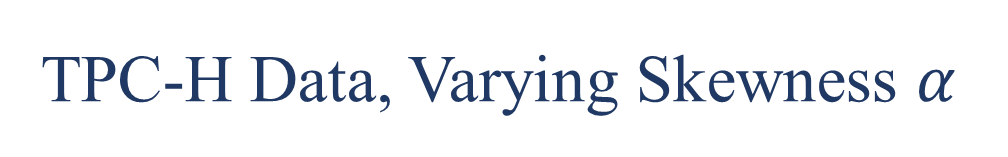 TPC-H Data, Varying Skewness α